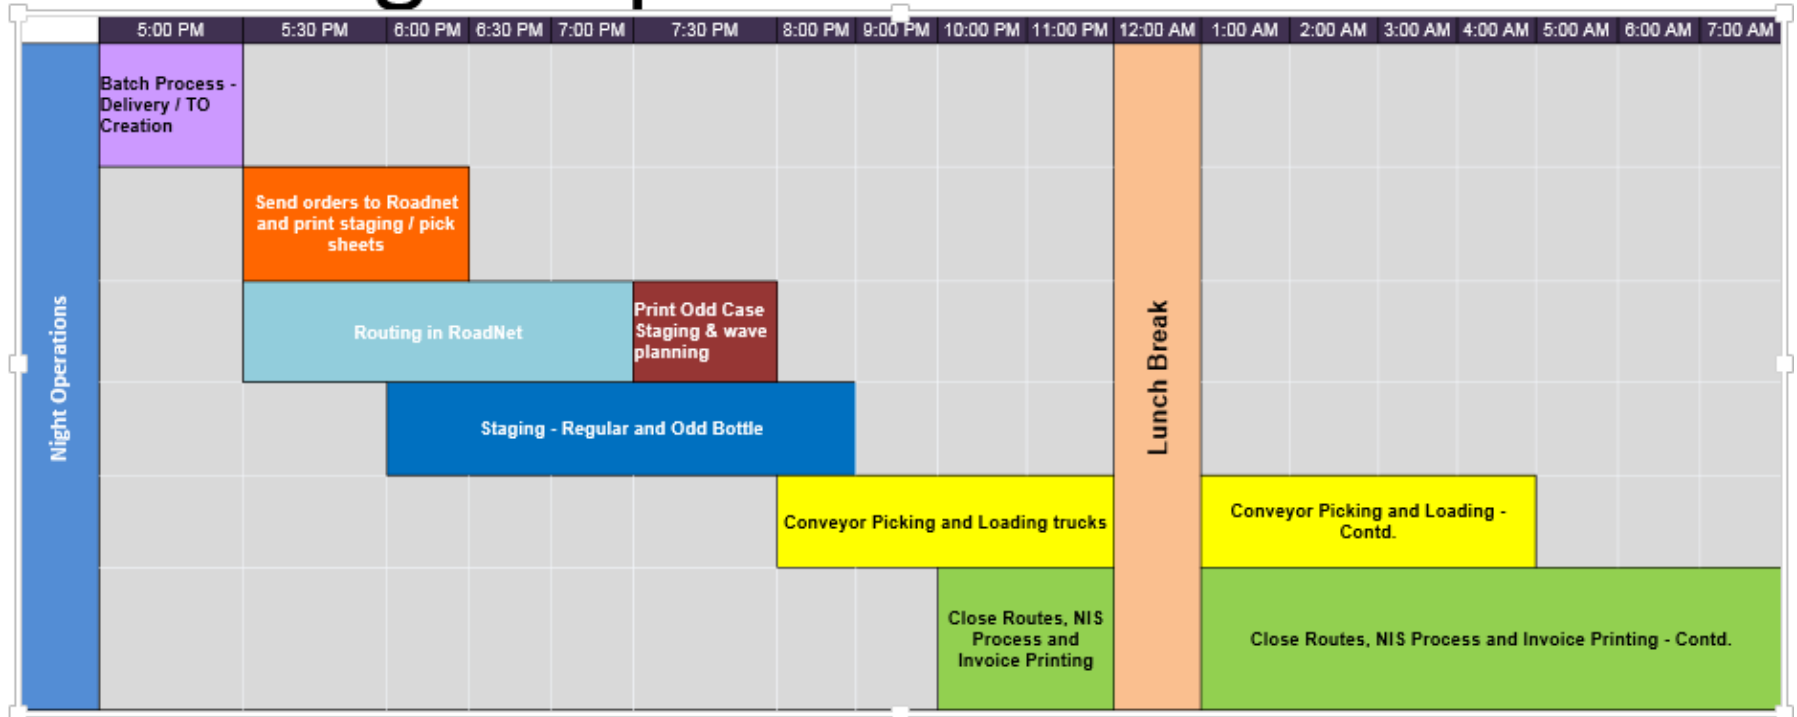 5:00 PM 5:30 PM 6:00 PM 6:30 PM 7:00 PM 7:30 PM 8:00 PM 9:00 PM 10:00 PM 11:00 PM 12:00 AM 1:00 AM 2:00 AM 3:00 AM 4:00 AM 5:00 AM 6:00 AM 7:00 AM
Night Operations
Batch Process -
Delivery / TO
Creation
Send orders to Roadnet
and print staging / pick
sheets
Routing in RoadNet
Print Odd Case
Staging & wave
planning
Staging - Regular and Odd Bottle
Conveyor Picking and Loading trucks
Lunch Break
Conveyor Picking and Loading -
Contd.
Close Routes, NIS
Process and
Invoice Printing
Close Routes, NIS Process and Invoice Printing - Contd.